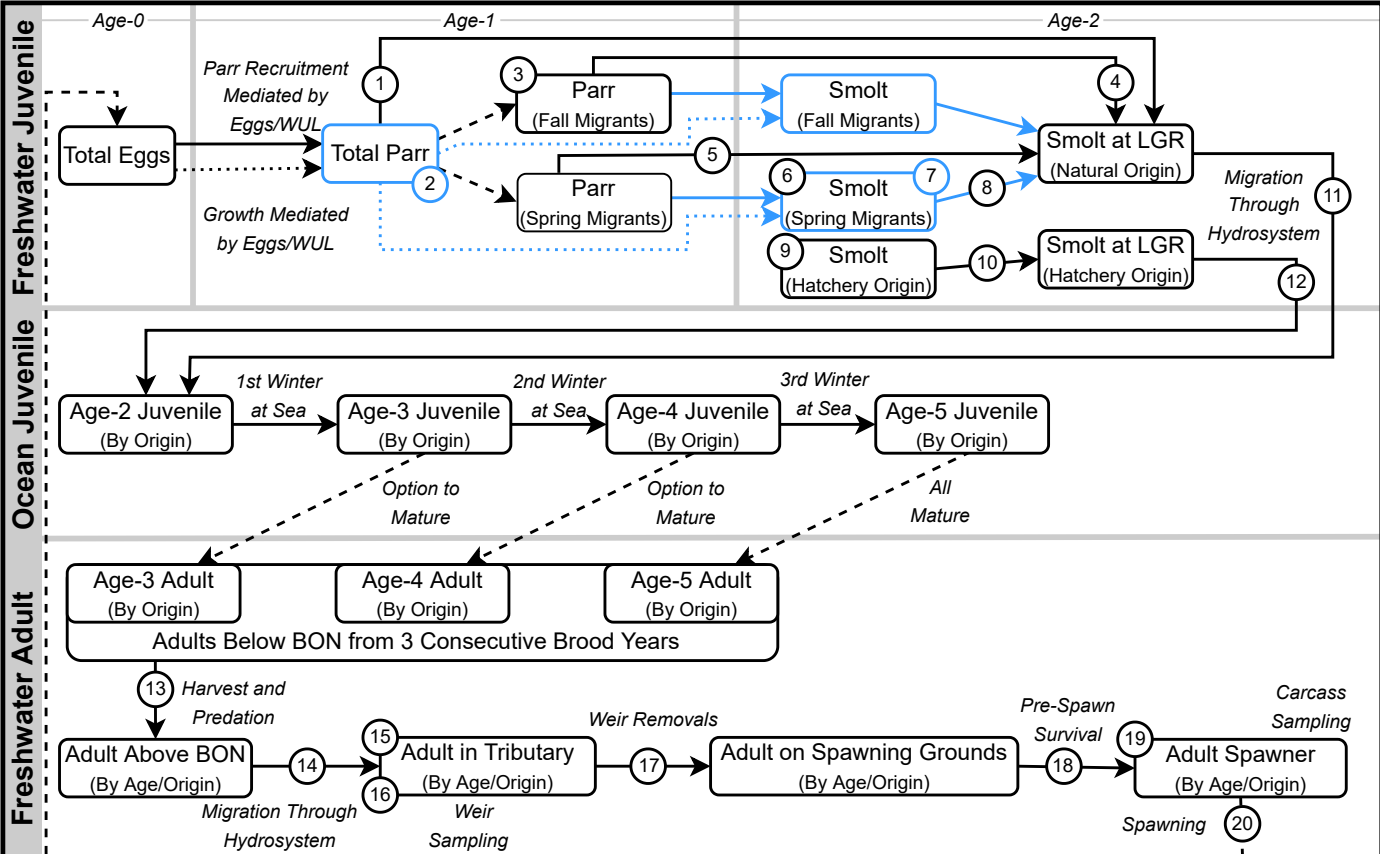 Freshwater Juvenile
Age-0
Age-1
Age-2
Parr Recruitment
Mediated by
Eggs/WUL
Growth Mediated
by Eggs/WUL
Total Eggs
1
Total Parr
2
3
Parr
(Fall Migrants)
Parr
(Spring Migrants)
4
5
Smolt
(Fall Migrants)
6
Smolt
7
(Spring Migrants)
8
9
Smolt
(Hatchery Origin)
10
Smolt at LGR
(Natural Origin)
Smolt at LGR
(Hatchery Origin)
Migration
Through
Hydrosystem
11
12
Ocean Juvenile
Age-2 Juvenile
(By Origin)
1st Winter
at Sea
Age-3 Juvenile
(By Origin)
2nd Winter
at Sea
Age-4 Juvenile
(By Origin)
3rd Winter
at Sea
Age-5 Juvenile
(By Origin)
Option to
Mature
Option to
Mature
All
Mature
Freshwater Adult
Age-3 Adult
(By Origin)
Age-4 Adult
(By Origin)
Age-5 Adult
(By Origin)
Adults Below BON from 3 Consecutive Brood Years
13
Harvest and
Predation
Adult Above BON
(By Age/Origin)
14
Migration Through
Hydrosystem
15
Adult in Tributary
(By Age/Origin)
16
Weir
Sampling
Weir Removals
17
Adult on Spawning Grounds
(By Age/Origin)
Pre-Spawn
Survival
18
Carcass
Sampling
19
Adult Spawner
(By Age/Origin)
Spawning
20